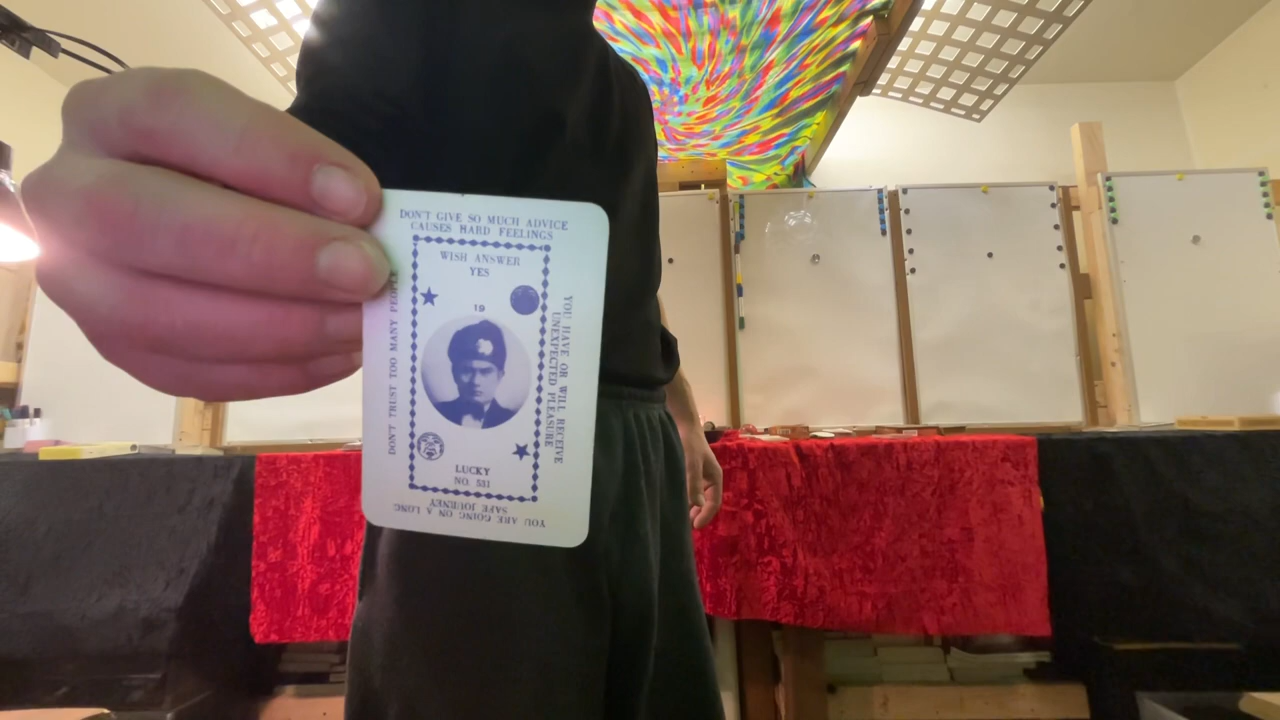 DON'T GIVE SO MUCH ADVICE
CAUSES HARD FEELINGS
WISH ANSWER
YES
19
LUCKY
NO. 531
DON'T TRUST TOO MANY PEOPLE
YOU HAVE OR WILL RECEIVE
UNEXPECTED PLEASURE
YOU ARE GOING ON A LONG
SAFE JOURNEY